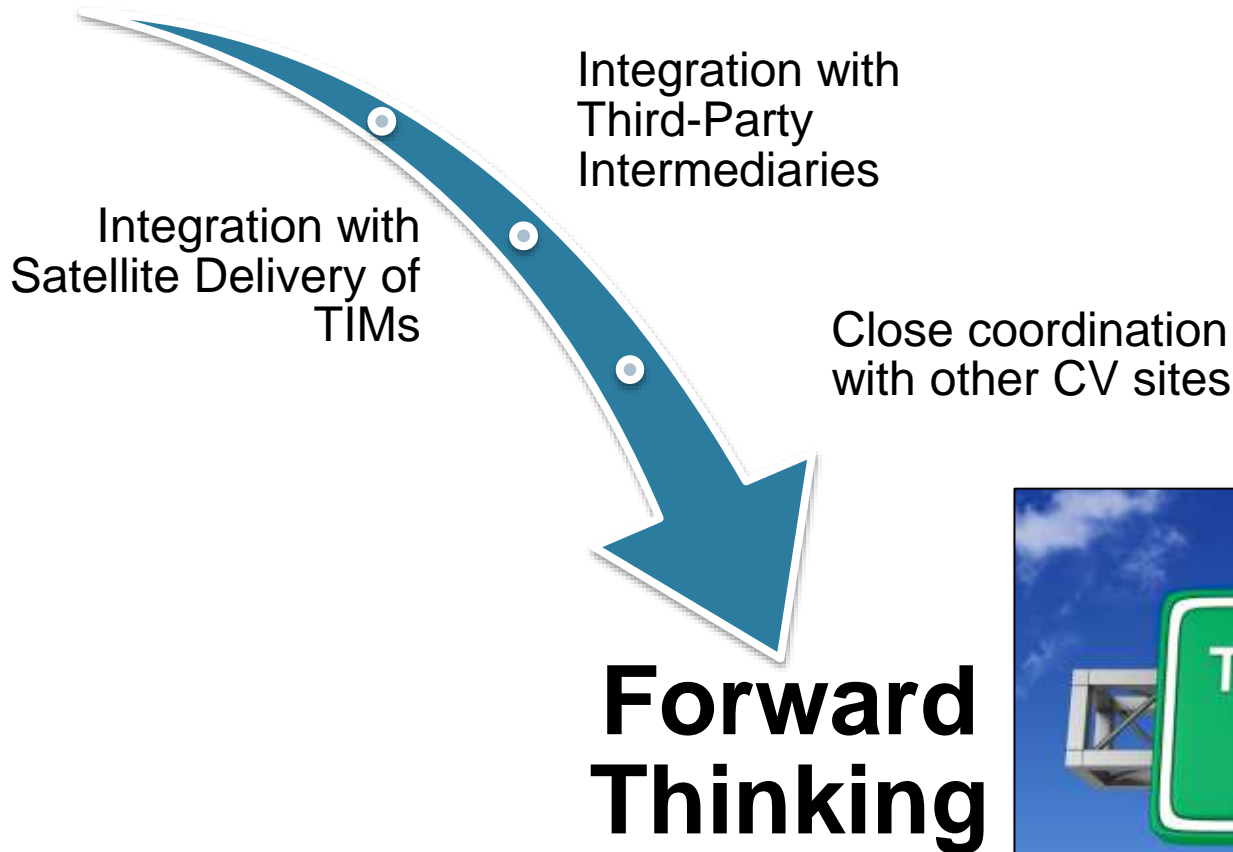 Integration with
Third-Party
Intermediaries
Integration with
Satellite Delivery of
TIMs
Close coordination
with other CV sites
Forward
Thinking